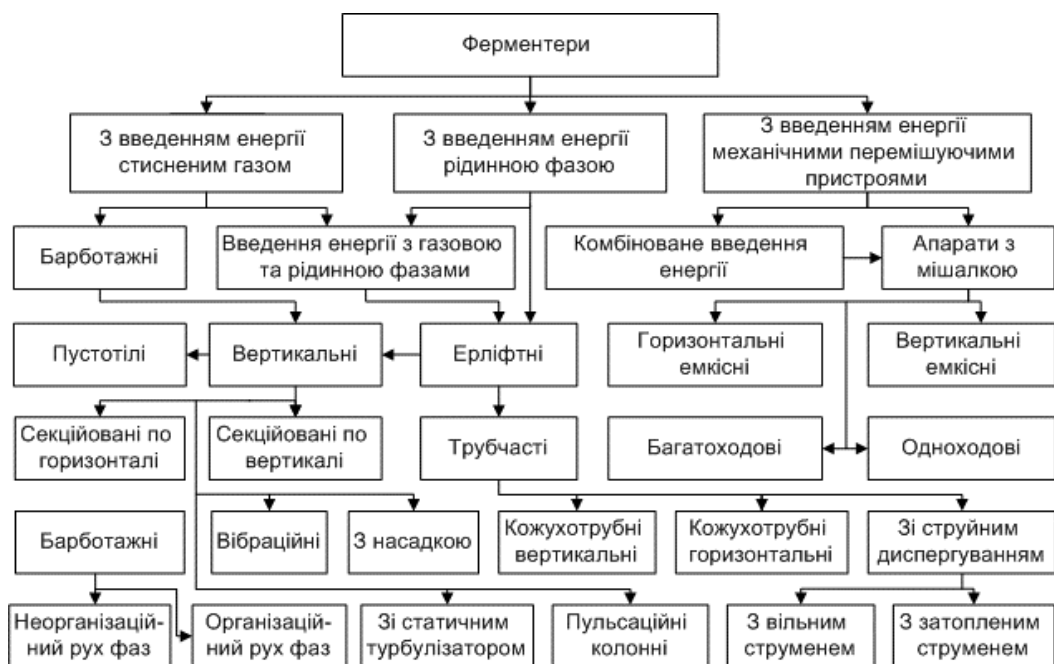 Ферментери
З введенням енергії
стисненим газом
З введенням енергії
рідинною фазою
З введенням енергії
механічними перемішуючими
пристроями
Барботажні
Введення енергії з газовою
та рідинною фазами
Комбіноване введення
енергії
Апарати з
мішалкою
Пустотілі
Вертикальні
Ерліфтні
Горизонтальні
емкісні
Вертикальні
емкісні
Секційовані по
горизонталі
Секційовані по
вертикалі
Трубчасті
Багатоходові
Одноходові
Барботажні
Вібраційні
З насадкою
Кожухотрубні
вертикальні
Кожухотрубні
горизонтальні
Зі струйним
диспергуванням
Неорганізацій-
ний рух фаз
Організацій-
ний рух фаз
Зі статичним
турбулізатором
Пульсаційні
колонні
З вільним
струменем
З затопленим
струменем